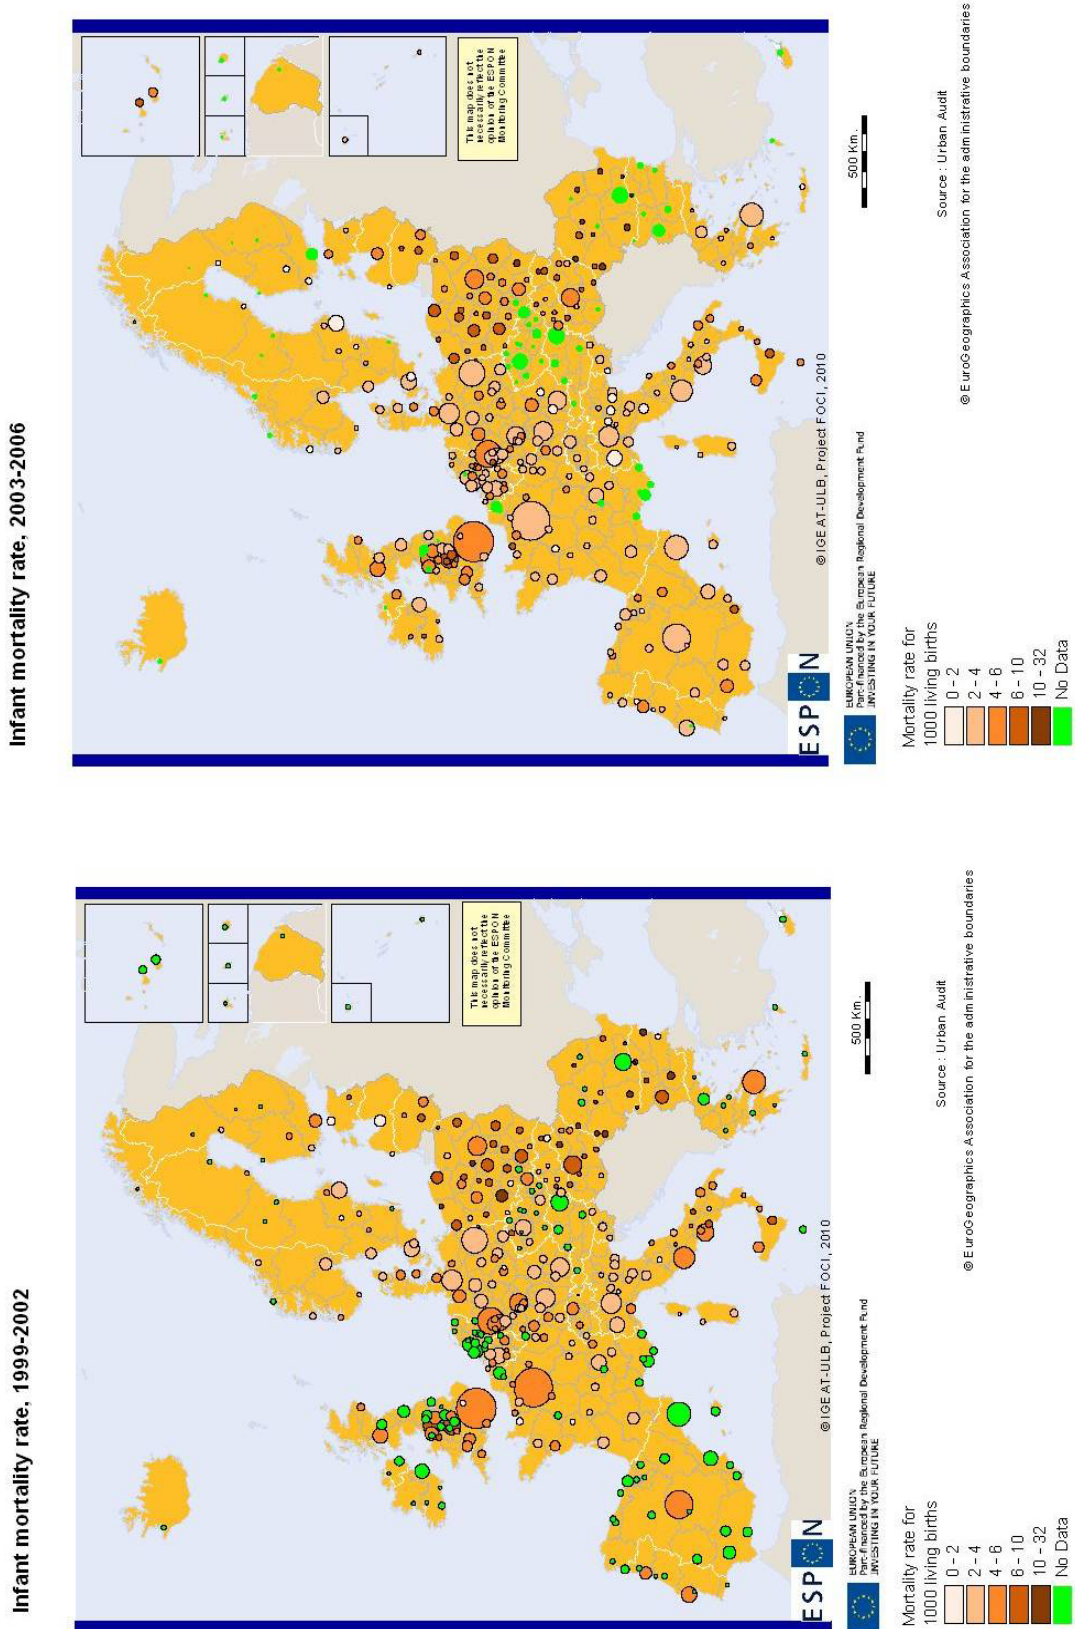 Infant mortality rate, 1999-2002
This map does not
necessarily reflect the
opinion of the ESPON
Monitoring Committee
©IGEAT-ULB, Project FOCI, 2010
500 Km.
ESPON
EUROPEAN UNION
Part-financed by the European Regional Development Fund
INVESTING IN YOUR FUTURE
Source : Urban Audit
© EuroGeographics Association for the administrative boundaries
Mortality rate for
1000 living births
0 - 2
2 - 4
4 - 6
6 - 10
10 - 32
No Data
Infant mortality rate, 2003-2006
This map does not
necessarily reflect the
opinion of the ESPON
Monitoring Committee
©IGEAT-ULB, Project FOCI, 2010
500 Km.
ESPON
EUROPEAN UNION
Part-financed by the European Regional Development Fund
INVESTING IN YOUR FUTURE
Source : Urban Audit
© EuroGeographics Association for the administrative boundaries
Mortality rate for
1000 living births
0 - 2
2 - 4
4 - 6
6 - 10
10 - 32
No Data